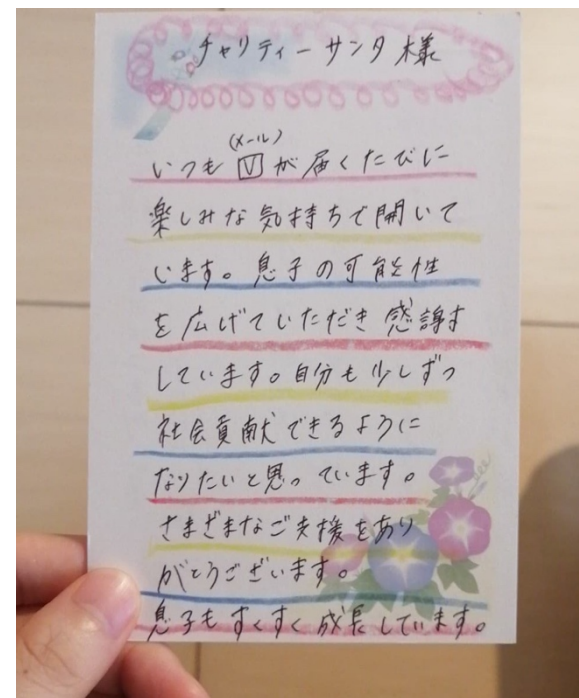 チャリティーサンタ様
(メール)
いつも が届くたびに
楽しみな気持ちで開いて
います。息子の可能性
を広げていただき感謝す
しています。自分も少しずつ
社会貢献できるように
なりたいと思っています。
さまざまなご支援をあり
がとうございます。
息子もすくすく成長しています。